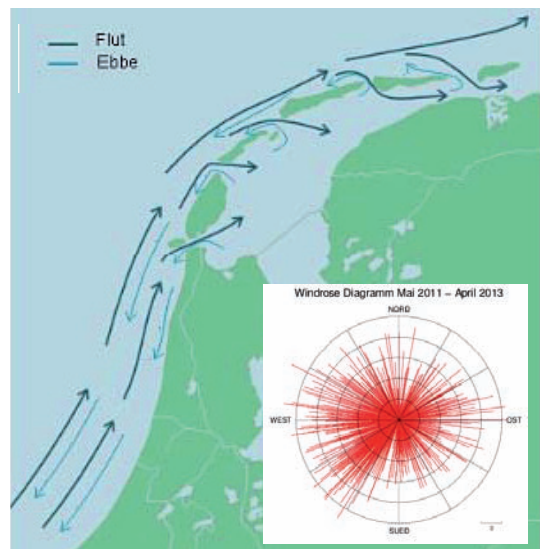 Flut
Ebbe
Windrose Diagramm Mai 2011 – April 2013
NORD
WEST
OST
SUED